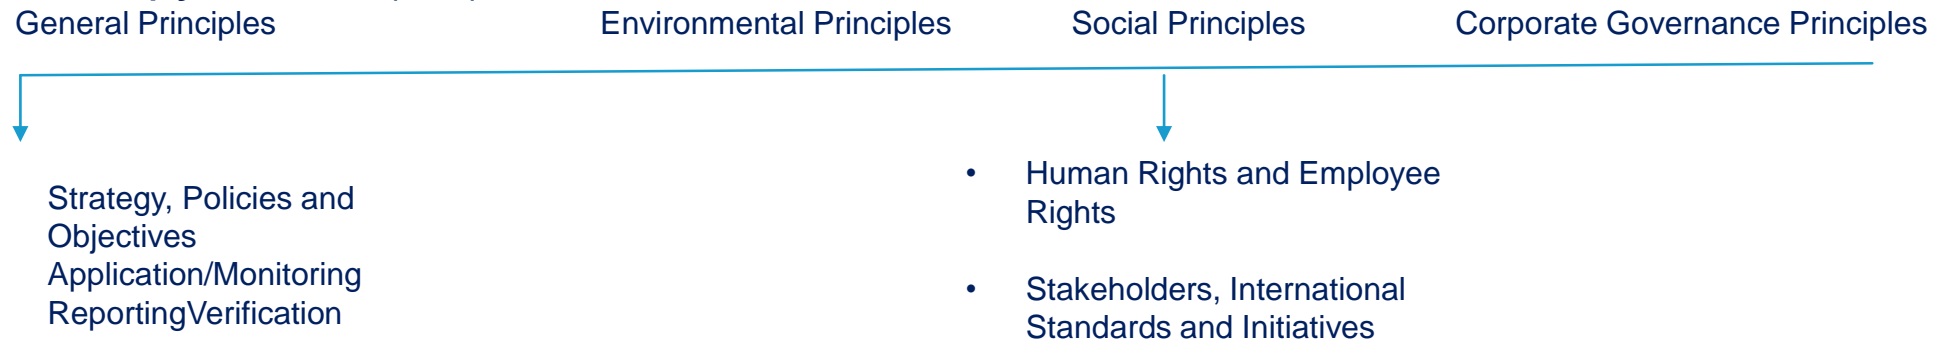 General Principles
Environmental Principles
Social Principles
Corporate Governance Principles
Strategy, Policies and
Objectives
Application/Monitoring
ReportingVerification
• Human Rights and Employee
Rights
• Stakeholders, International
Standards and Initiatives